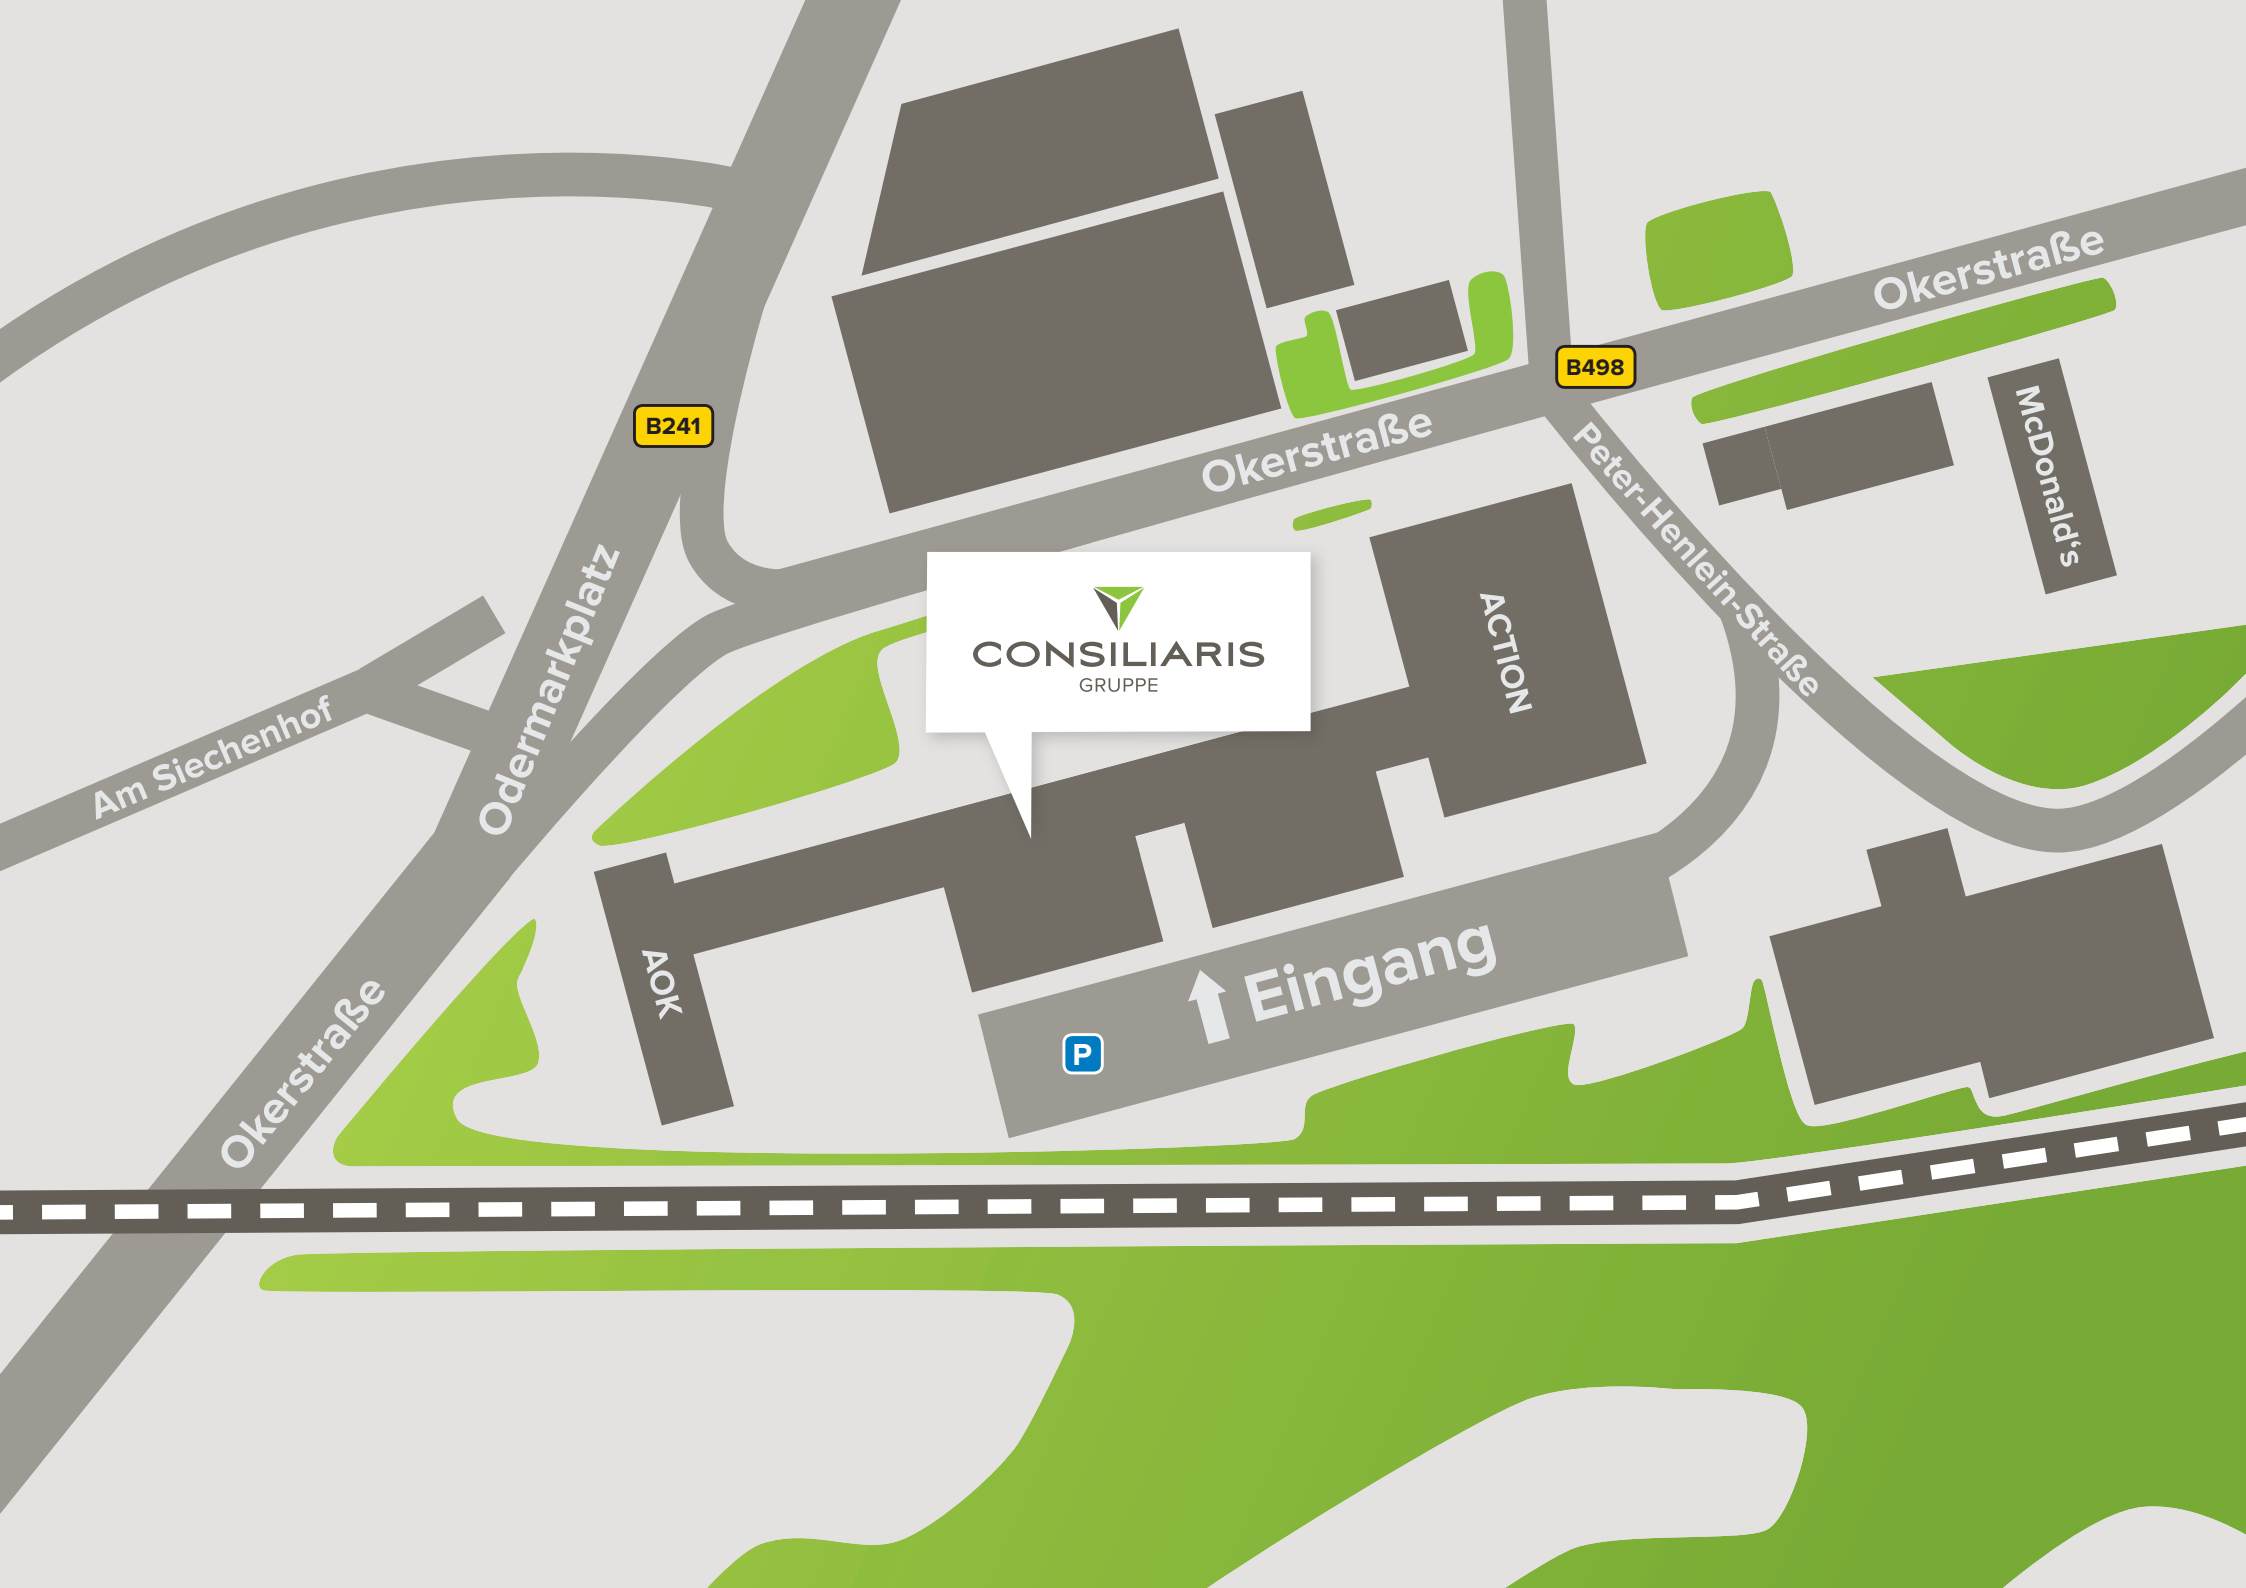 Okerstraße
B498
McDonald's
B241
Okerstraße
Peter-Henlein-Straße
Odermarkplatz
CONSILIARIS
GRUPPE
ACTION
Am Siechenhof
AOK
Eingang
P
Okerstraße